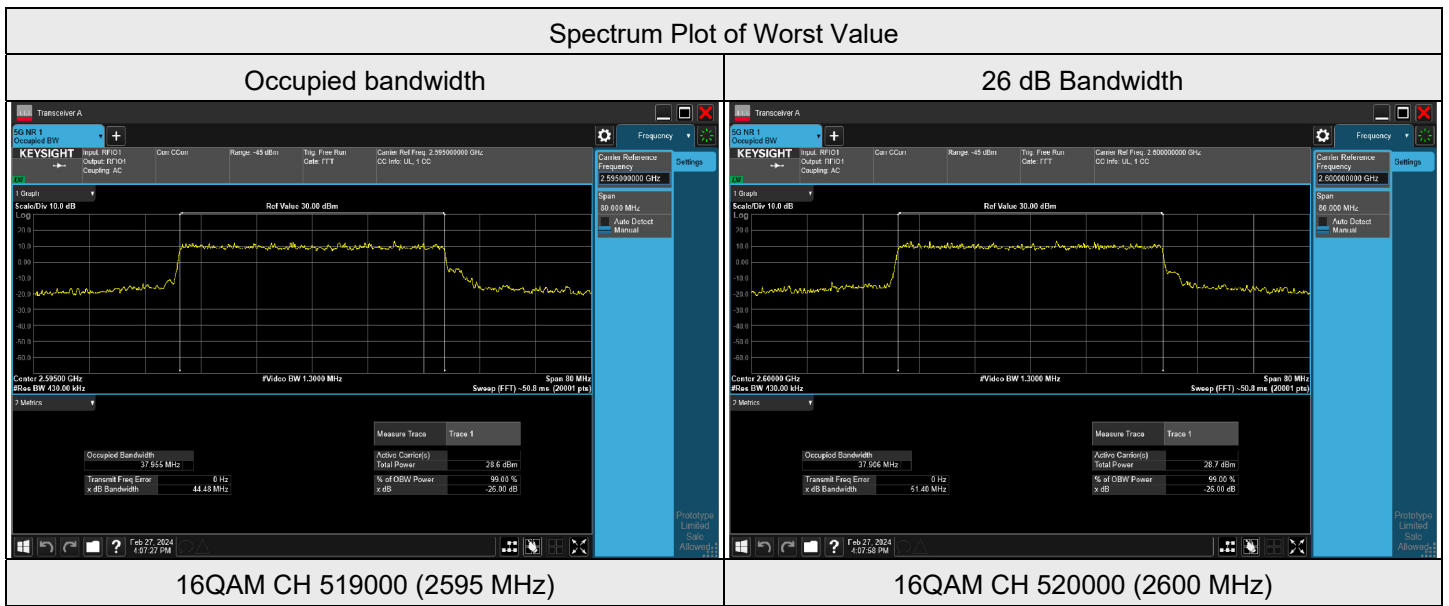 Spectrum Plot of Worst Value
Occupied bandwidth
26 dB Bandwidth
Transceiver A
5G NR 1
Occupied BW
+
Frequency
KEYSIGHT
Input: RFIO1
Output: RFIO1
Coupling: AC
Corr CCorr
Range: -45 dBm
Trig: Free Run
Gate: FFT
Carrier Ref Freq: 2.595000000 GHz
CC Info: UL, 1 CC
LXI
Carrier Reference
Frequency
2.595000000 GHz
Settings
Span
80.000 MHz
Auto Detect
Manual
1 Graph
Scale/Div 10.0 dB
Ref Value 30.00 dBm
Log
20.0
10.0
0.00
-10.0
-20.0
-30.0
-40.0
-50.0
-60.0
Center 2.59500 GHz
#Video BW 1.3000 MHz
Span 80 MHz
#Res BW 430.00 kHz
Sweep (FFT) ~50.8 ms (20001 pts)
2 Metrics
Measure Trace
Trace 1
Occupied Bandwidth
37.955 MHz
Active Carrier(s)
Total Power
28.6 dBm
Transmit Freq Error
0 Hz
% of OBW Power
99.00 %
x dB Bandwidth
44.48 MHz
x dB
-26.00 dB
Prototype
Limited
Sale
Allowed
?
Feb 27, 2024
4:07:27 PM
Transceiver A
5G NR 1
Occupied BW
+
Frequency
KEYSIGHT
Input: RFIO1
Output: RFIO1
Coupling: AC
Corr CCorr
Range: -45 dBm
Trig: Free Run
Gate: FFT
Carrier Ref Freq: 2.600000000 GHz
CC Info: UL, 1 CC
LXI
Carrier Reference
Frequency
2.600000000 GHz
Settings
Span
80.000 MHz
Auto Detect
Manual
1 Graph
Scale/Div 10.0 dB
Ref Value 30.00 dBm
Log
20.0
10.0
0.00
-10.0
-20.0
-30.0
-40.0
-50.0
-60.0
Center 2.60000 GHz
#Video BW 1.3000 MHz
Span 80 MHz
#Res BW 430.00 kHz
Sweep (FFT) ~50.8 ms (20001 pts)
2 Metrics
Measure Trace
Trace 1
Occupied Bandwidth
37.906 MHz
Active Carrier(s)
Total Power
28.7 dBm
Transmit Freq Error
0 Hz
% of OBW Power
99.00 %
x dB Bandwidth
51.40 MHz
x dB
-26.00 dB
Prototype
Limited
Sale
Allowed
?
Feb 27, 2024
4:07:58 PM
16QAM CH 519000 (2595 MHz)
16QAM CH 520000 (2600 MHz)